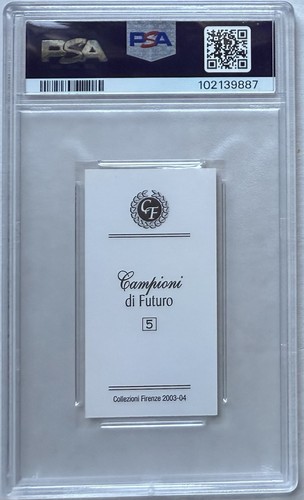 PSA
PSA
102139887
CF
Campioni
di Futuro
5
Collezioni Firenze 2003-04